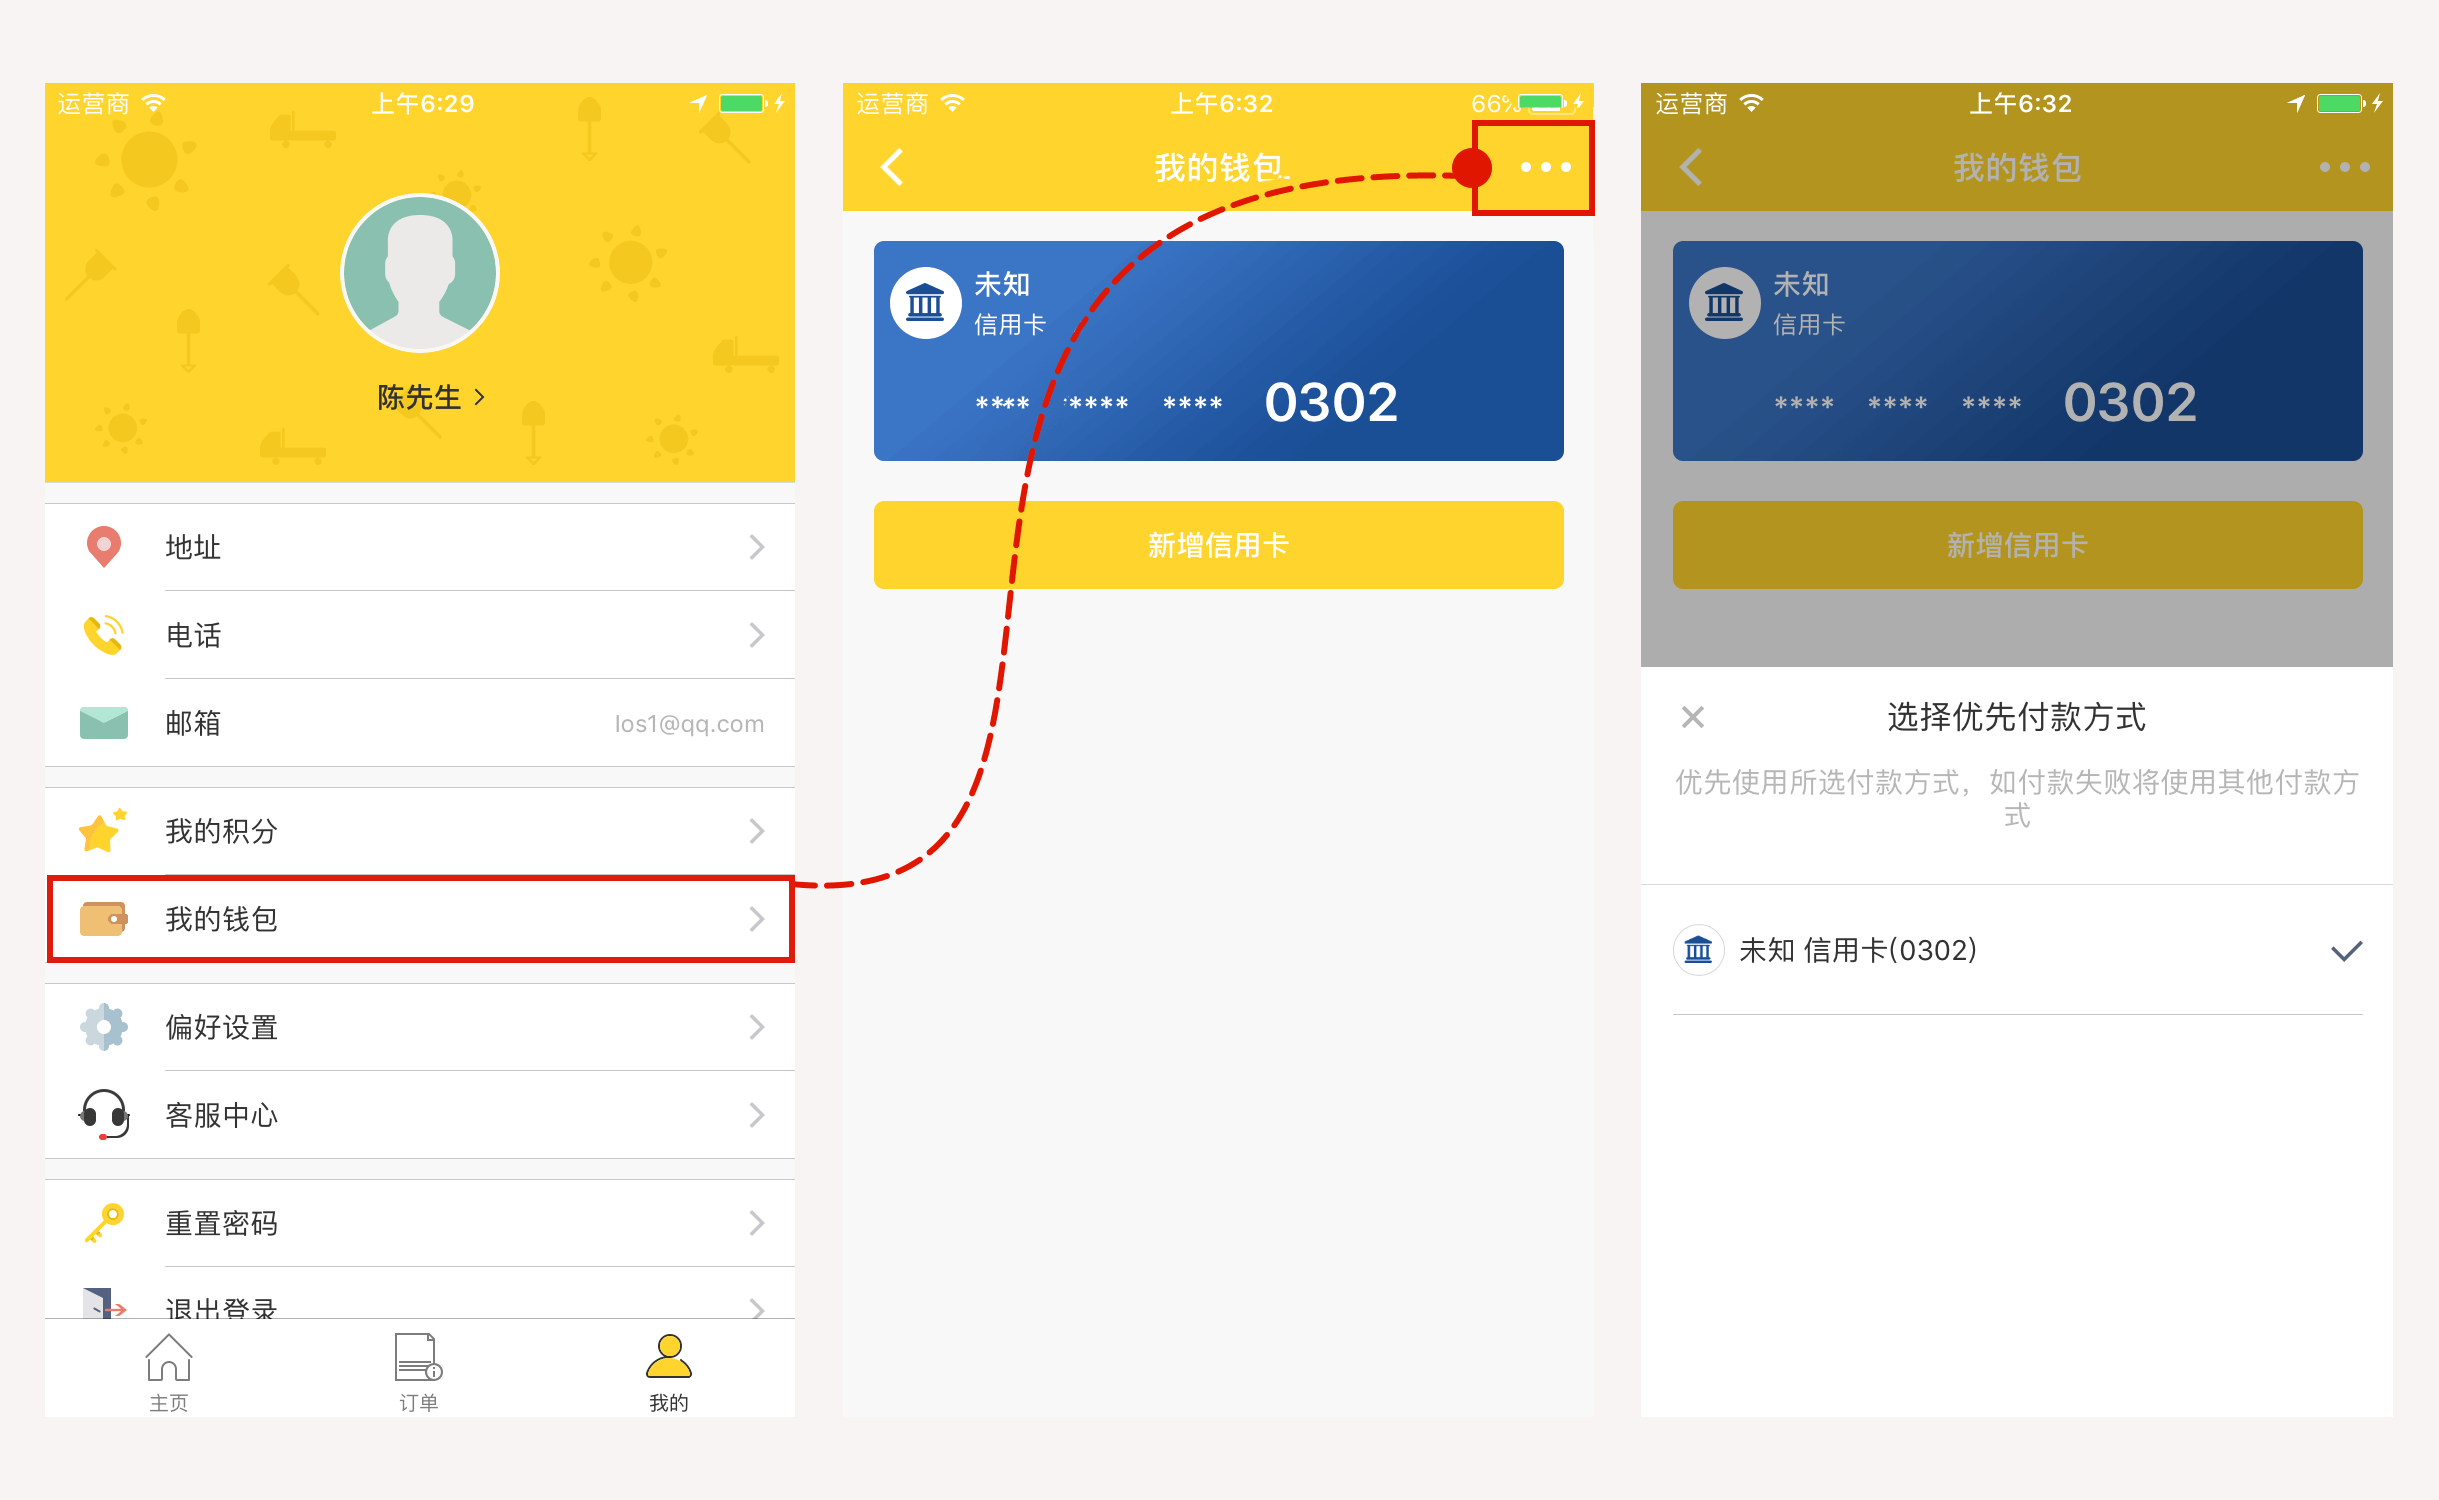 运营商
上午6:29
陈先生
地址
电话
邮箱
los1@qq.com
我的积分
我的钱包
偏好设置
客服中心
重置密码
退出登录
主页
订单
我的
运营商
上午6:32
66%
我的钱包
未知
信用卡
**** **** **** 0302
新增信用卡
运营商
上午6:32
我的钱包
未知
信用卡
**** **** **** 0302
新增信用卡
选择优先付款方式
优先使用所选付款方式，如付款失败将使用其他付款方
式
未知 信用卡(0302)